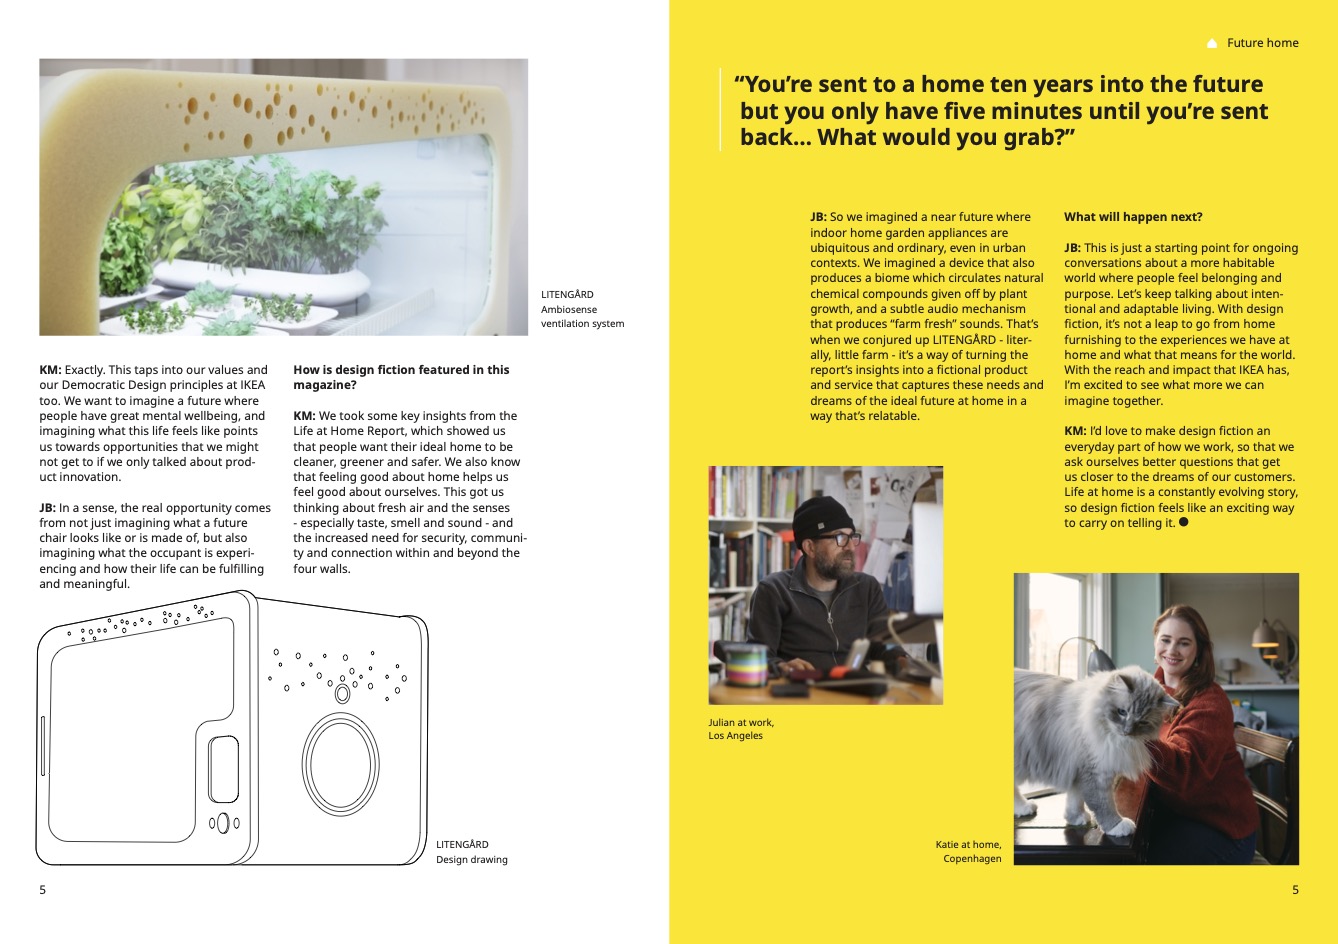 LITENGÅRD
Ambiosense
ventilation system
KM: Exactly. This taps into our values and
our Democratic Design principles at IKEA
too. We want to imagine a future where
people have great mental wellbeing, and
imagining what this life feels like points
us towards opportunities that we might
not get to if we only talked about prod-
uct innovation.
JB: In a sense, the real opportunity comes
from not just imagining what a future
chair looks like or is made of, but also
imagining what the occupant is experi-
encing and how their life can be fulfilling
and meaningful.
How is design fiction featured in this
magazine?
KM: We took some key insights from the
Life at Home Report, which showed us
that people want their ideal home to be
cleaner, greener and safer. We also know
that feeling good about home helps us
feel good about ourselves. This got us
thinking about fresh air and the senses
- especially taste, smell and sound - and
the increased need for security, communi-
ty and connection within and beyond the
four walls.
LITENGÅRD
Design drawing
5
Future home
“You’re sent to a home ten years into the future
but you only have five minutes until you’re sent
back... What would you grab?”
JB: So we imagined a near future where
indoor home garden appliances are
ubiquitous and ordinary, even in urban
contexts. We imagined a device that also
produces a biome which circulates natural
chemical compounds given off by plant
growth, and a subtle audio mechanism
that produces “farm fresh” sounds. That’s
when we conjured up LITENGÅRD - liter-
ally, little farm - it’s a way of turning the
report’s insights into a fictional product
and service that captures these needs and
dreams of the ideal future at home in a
way that’s relatable.
What will happen next?
JB: This is just a starting point for ongoing
conversations about a more habitable
world where people feel belonging and
purpose. Let’s keep talking about inten-
tional and adaptable living. With design
fiction, it’s not a leap to go from home
furnishing to the experiences we have at
home and what that means for the world.
With the reach and impact that IKEA has,
I’m excited to see what more we can
imagine together.
KM: I’d love to make design fiction an
everyday part of how we work, so that we
ask ourselves better questions that get
us closer to the dreams of our customers.
Life at home is a constantly evolving story,
so design fiction feels like an exciting way
to carry on telling it.
Julian at work,
Los Angeles
Katie at home,
Copenhagen
5